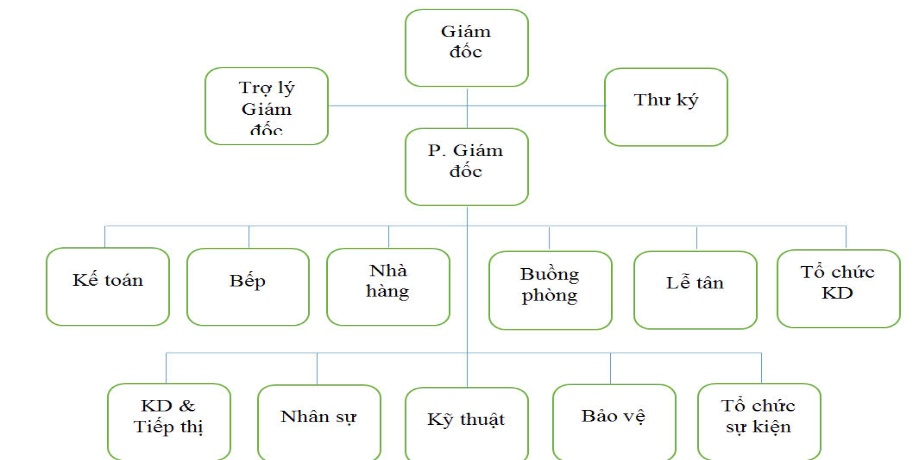 Giám
đốc
Trợ lý
Giám
đốc
Thư ký
P. Giám
đốc
Kế toán
Bếp
Nhà
hàng
Buồng
phòng
Lễ tân
Tổ chức
KD
KD &
Tiếp thị
Nhân sự
Kỹ thuật
Bảo vệ
Tổ chức
sự kiện